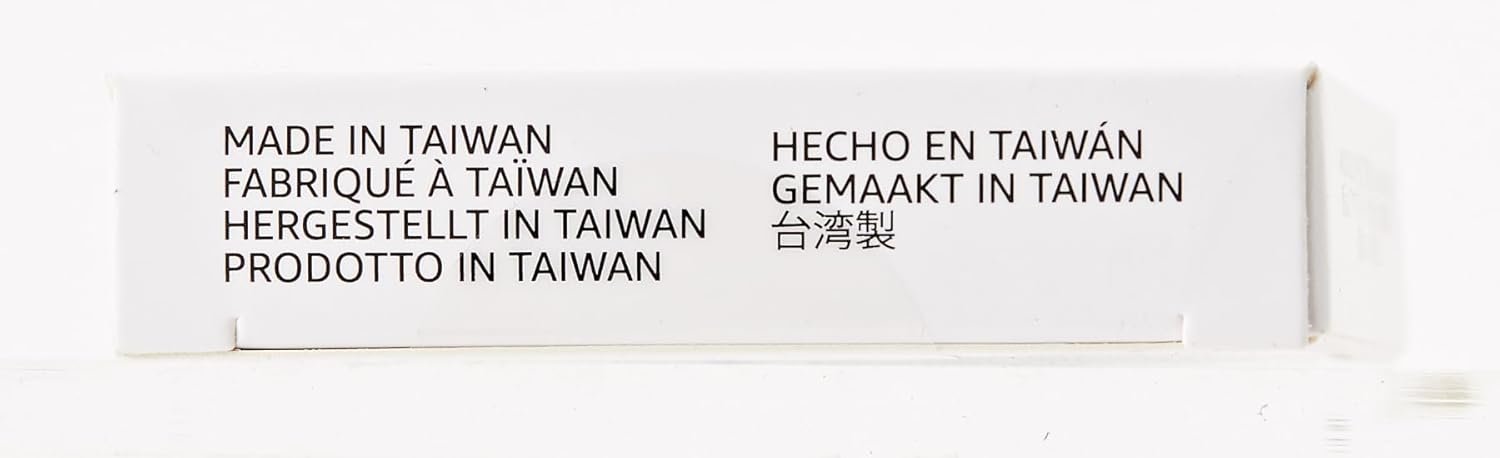 MADE IN TAIWAN
FABRIQUÉ À TAÏWAN
HERGESTELLT IN TAIWAN
PRODOTTO IN TAIWAN
HECHO EN TAIWÁN
GEMAAKT IN TAIWAN
台湾製